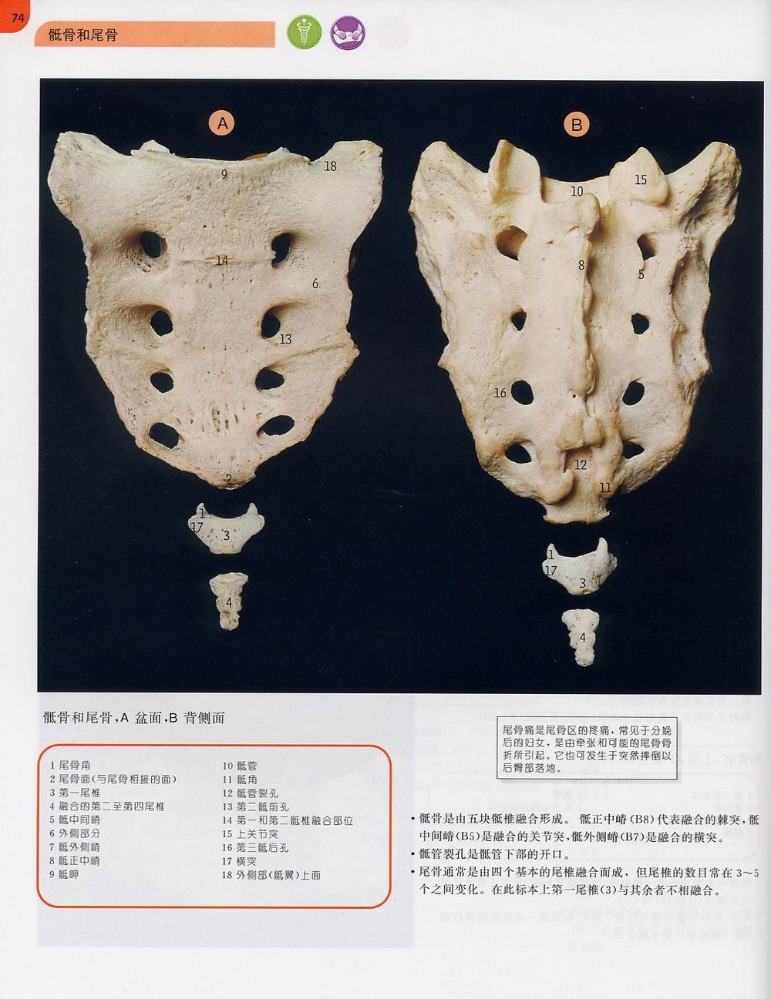 74
骶骨和尾骨
A
B
9
18
14
6
13
2
1
17
3
4
10
15
8
5
7
16
12
11
1
17
3
4
骶骨和尾骨,A 盆面,B 背侧面
1 尾骨角
2 尾骨面(与尾骨相接的面)
3 第一尾椎
4 融合的第二至第四尾椎
5 骶中间嵴
6 外侧部分
7 骶外侧嵴
8 骶正中嵴
9 骶岬
10 骶管
11 骶角
12 骶管裂孔
13 第二骶前孔
14 第一和第二骶椎融合部位
15 上关节突
16 第三骶后孔
17 横突
18 外侧部(骶翼)上面
尾骨痛是尾骨区的疼痛，常见于分娩
后的妇女，是由牵张和可能的尾骨骨
折所引起。它也可发生于突然摔倒以
后臀部落地。
·骶骨是由五块骶椎融合形成。 骶正中嵴(B8)代表融合的棘突,骶
中间嵴(B5)是融合的关节突,骶外侧嵴(B7)是融合的横突。
·骶管裂孔是骶管下部的开口。
·尾骨通常是由四个基本的尾椎融合而成，但尾椎的数目常在3～5
个之间变化。在此标本上第一尾椎(3)与其余者不相融合。